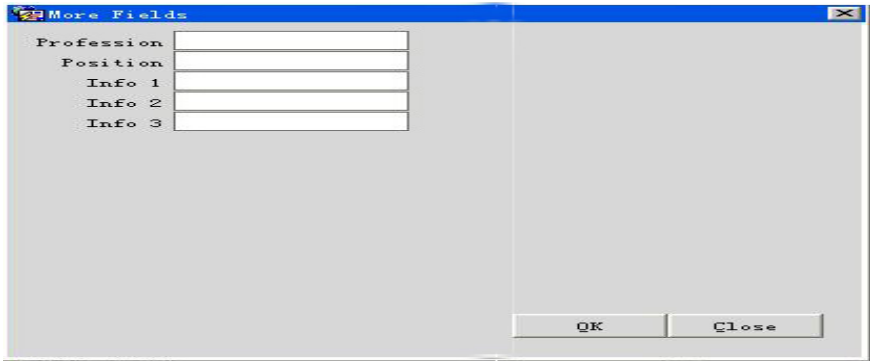 More Fields
Profession
Position
Info 1
Info 2
Info 3
OK Close